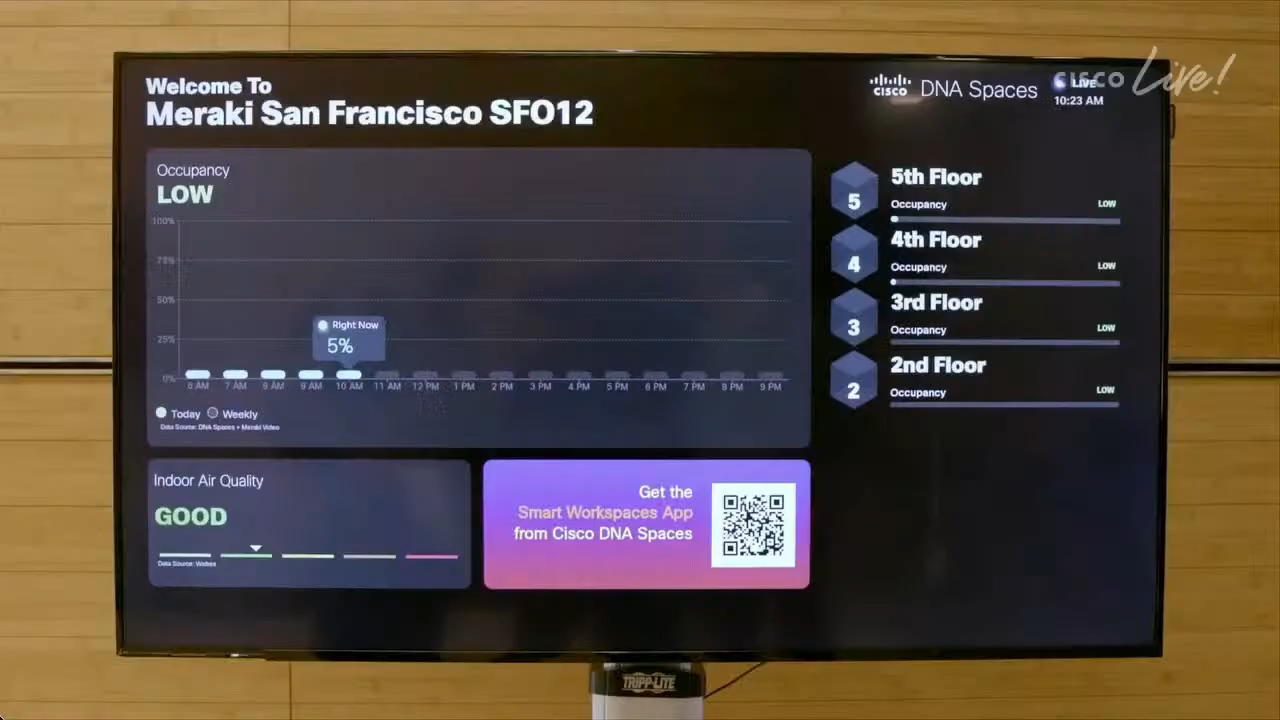 Welcome To
Meraki San Francisco SFO12
CISCO DNA Spaces
LIVE
10:23 AM
CISCO Live!
Occupancy
LOW
100%
75%
50%
25%
0%
Right Now
5%
6 AM 7 AM 8 AM 9 AM 10 AM 11 AM 12 PM 1 PM 2 PM 3 PM 4 PM 5 PM 6 PM 7 PM 8 PM 9 PM
Today Weekly
Data Source: DNA Spaces + Meraki Video
Indoor Air Quality
GOOD
Data Source: Webex
Get the
Smart Workspaces App
from Cisco DNA Spaces
5
5th Floor
Occupancy LOW
4
4th Floor
Occupancy LOW
3
3rd Floor
Occupancy LOW
2
2nd Floor
Occupancy LOW
TRIPP·LITE